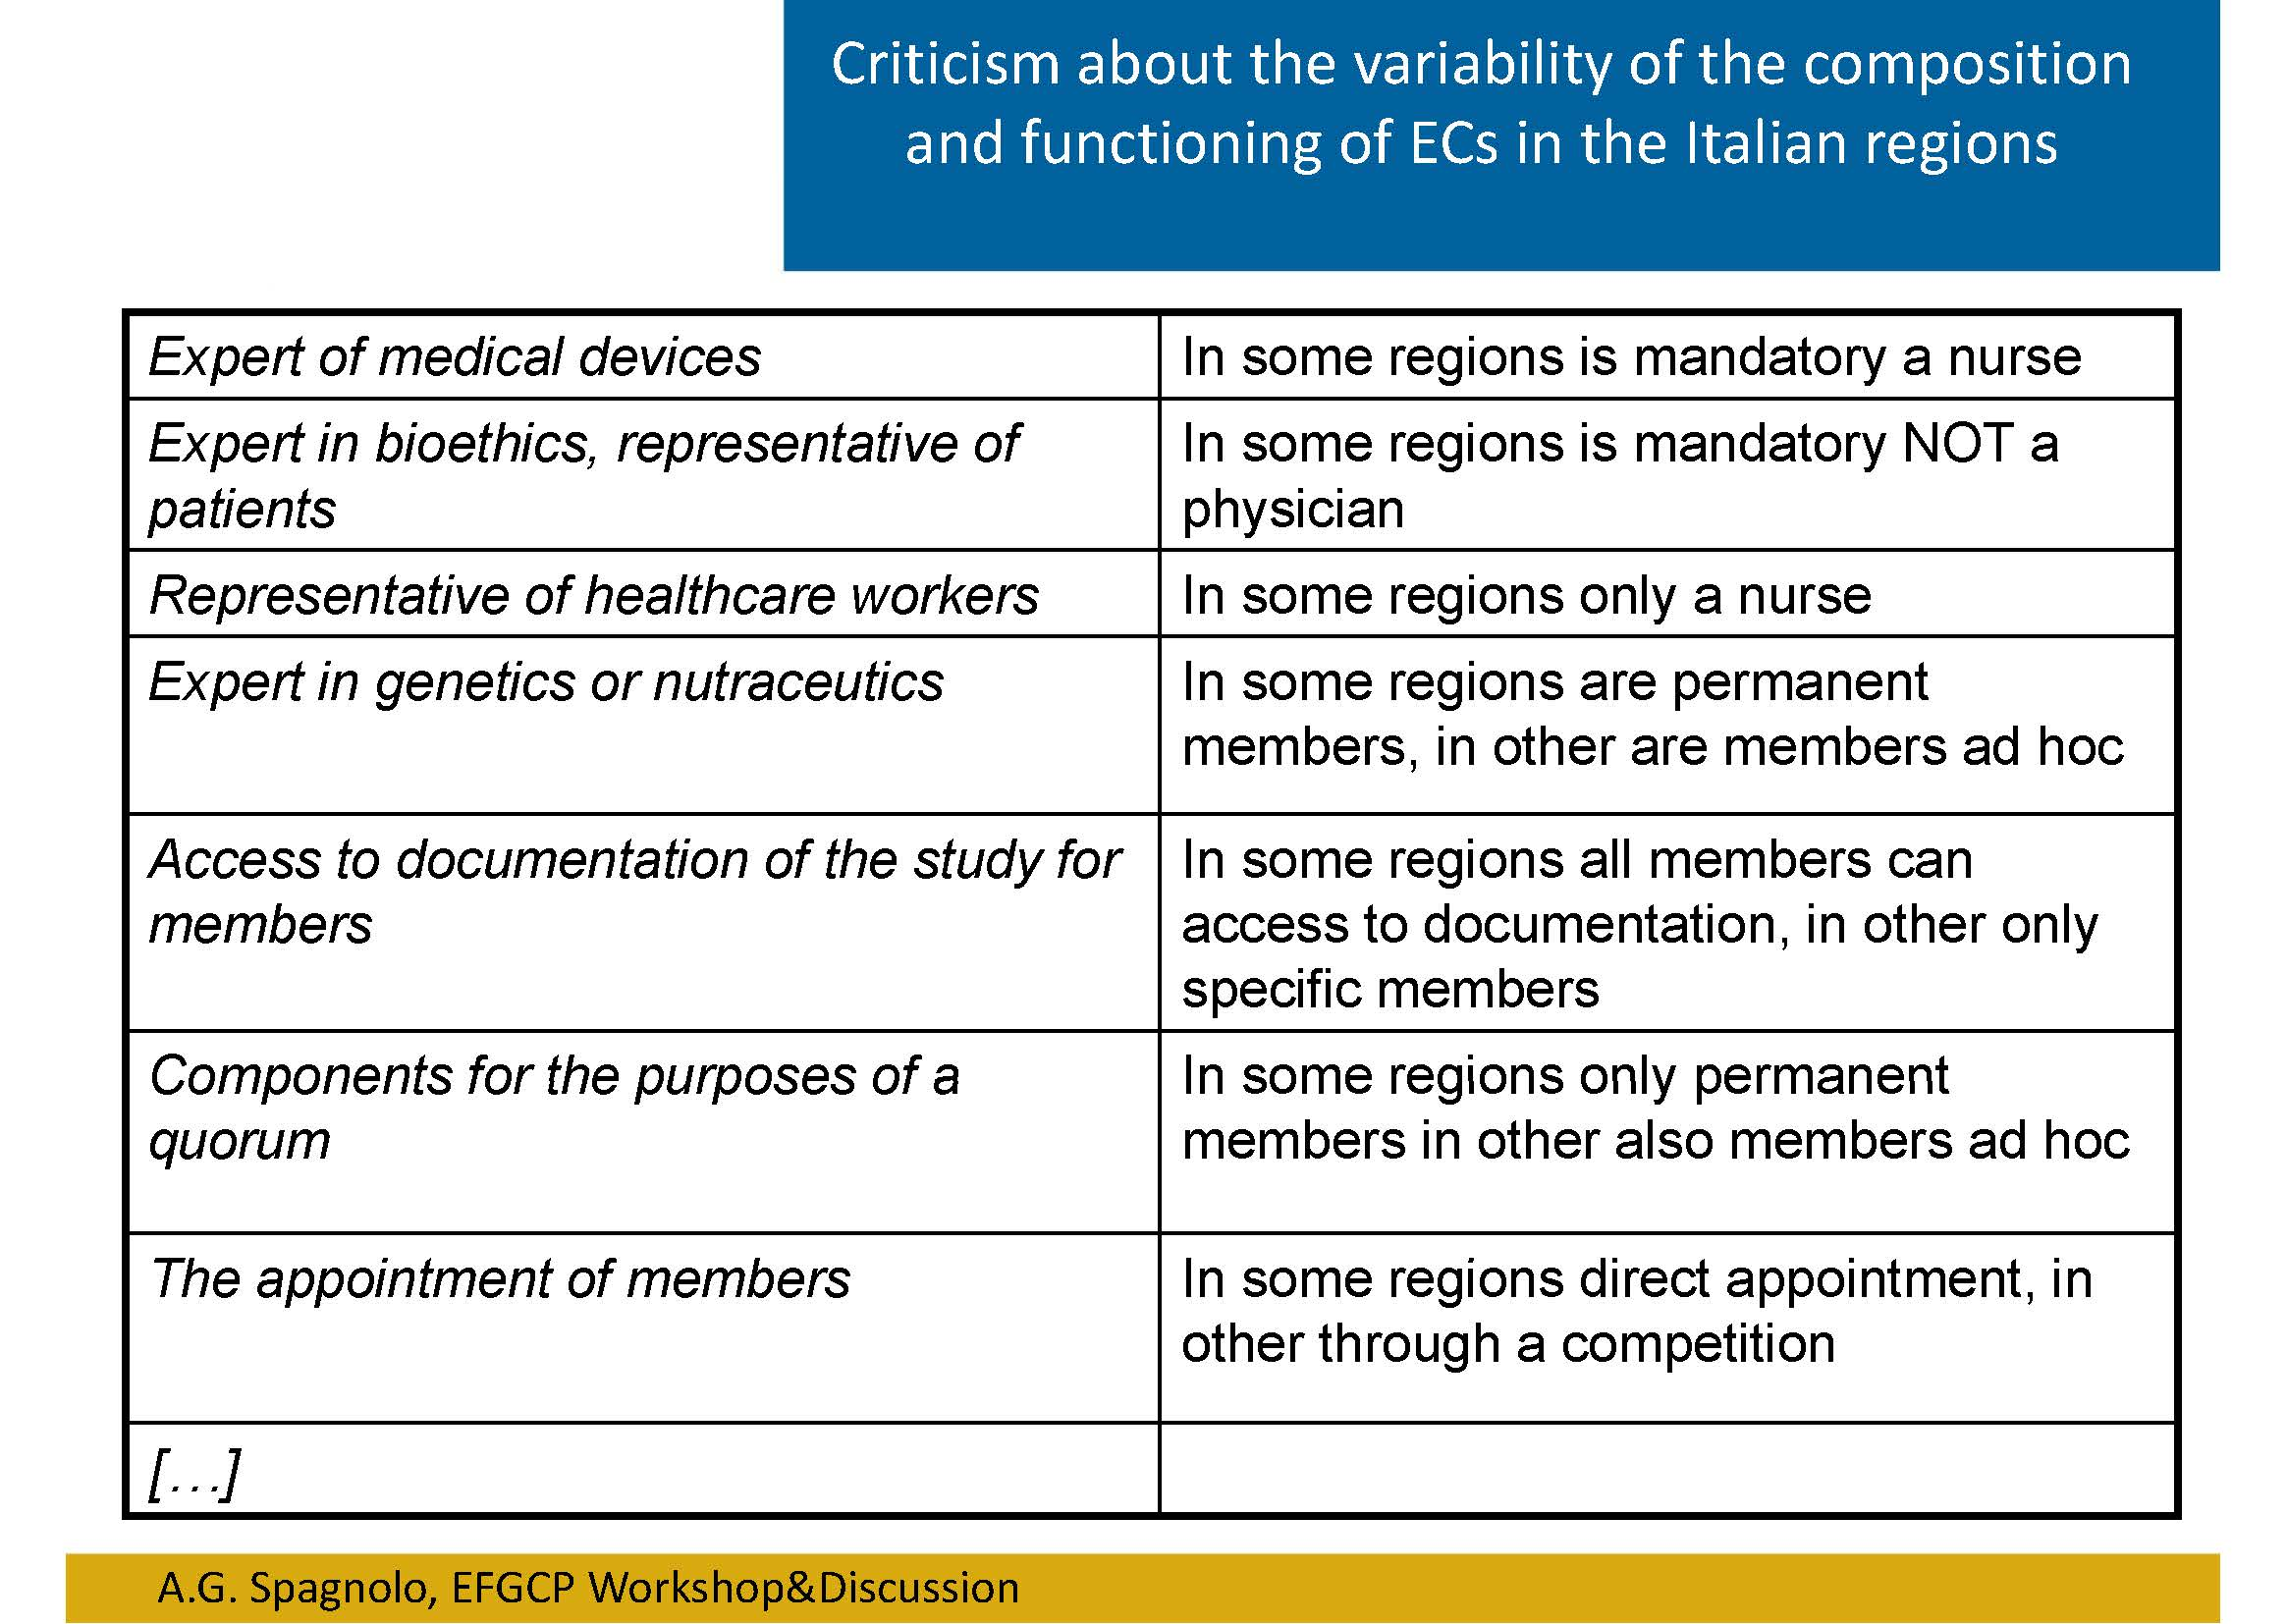 Criticism about the variability of the composition
and functioning of ECs in the Italian regions
Expert of medical devices
In some regions is mandatory a nurse
Expert in bioethics, representative of
patients
In some regions is mandatory NOT a
physician
Representative of healthcare workers
In some regions only a nurse
Expert in genetics or nutraceutics
In some regions are permanent
members, in other are members ad hoc
Access to documentation of the study for
members
In some regions all members can
access to documentation, in other only
specific members
Components for the purposes of a
quorum
In some regions only permanent
members in other also members ad hoc
The appointment of members
In some regions direct appointment, in
other through a competition
[…]
A.G. Spagnolo, EFGCP Workshop&Discussion